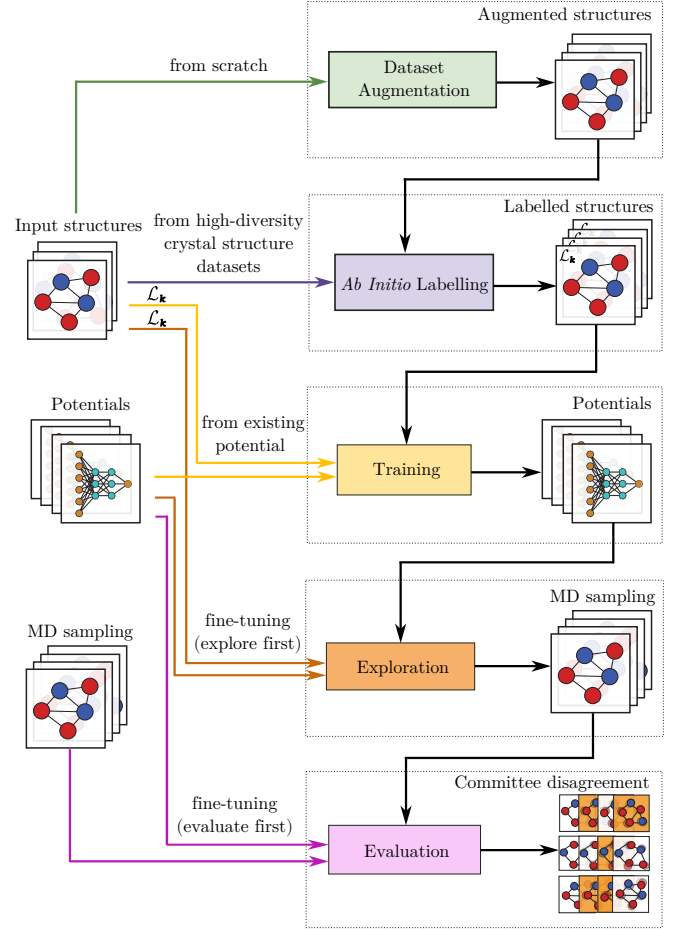 Augmented structures
from scratch
Dataset
Augmentation
Input structures
from high-diversity
crystal structure
datasets
Labelled structures
ℒₖ
ℒ
ℒ
ℒ
Ab Initio Labelling
ℒₖ
ℒₖ
Potentials
from existing
potential
Potentials
Training
MD sampling
fine-tuning
(explore first)
MD sampling
Exploration
fine-tuning
(evaluate first)
Committee disagreement
Evaluation